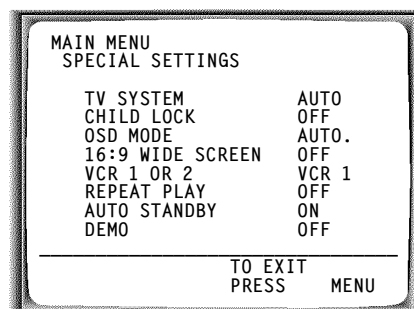 MAIN MENU
SPECIAL SETTINGS
TV SYSTEM AUTO
CHILD LOCK OFF
OSD MODE AUTO.
16:9 WIDE SCREEN OFF
VCR 1 OR 2 VCR 1
REPEAT PLAY OFF
AUTO STANDBY ON
DEMO OFF
TO EXIT
PRESS MENU